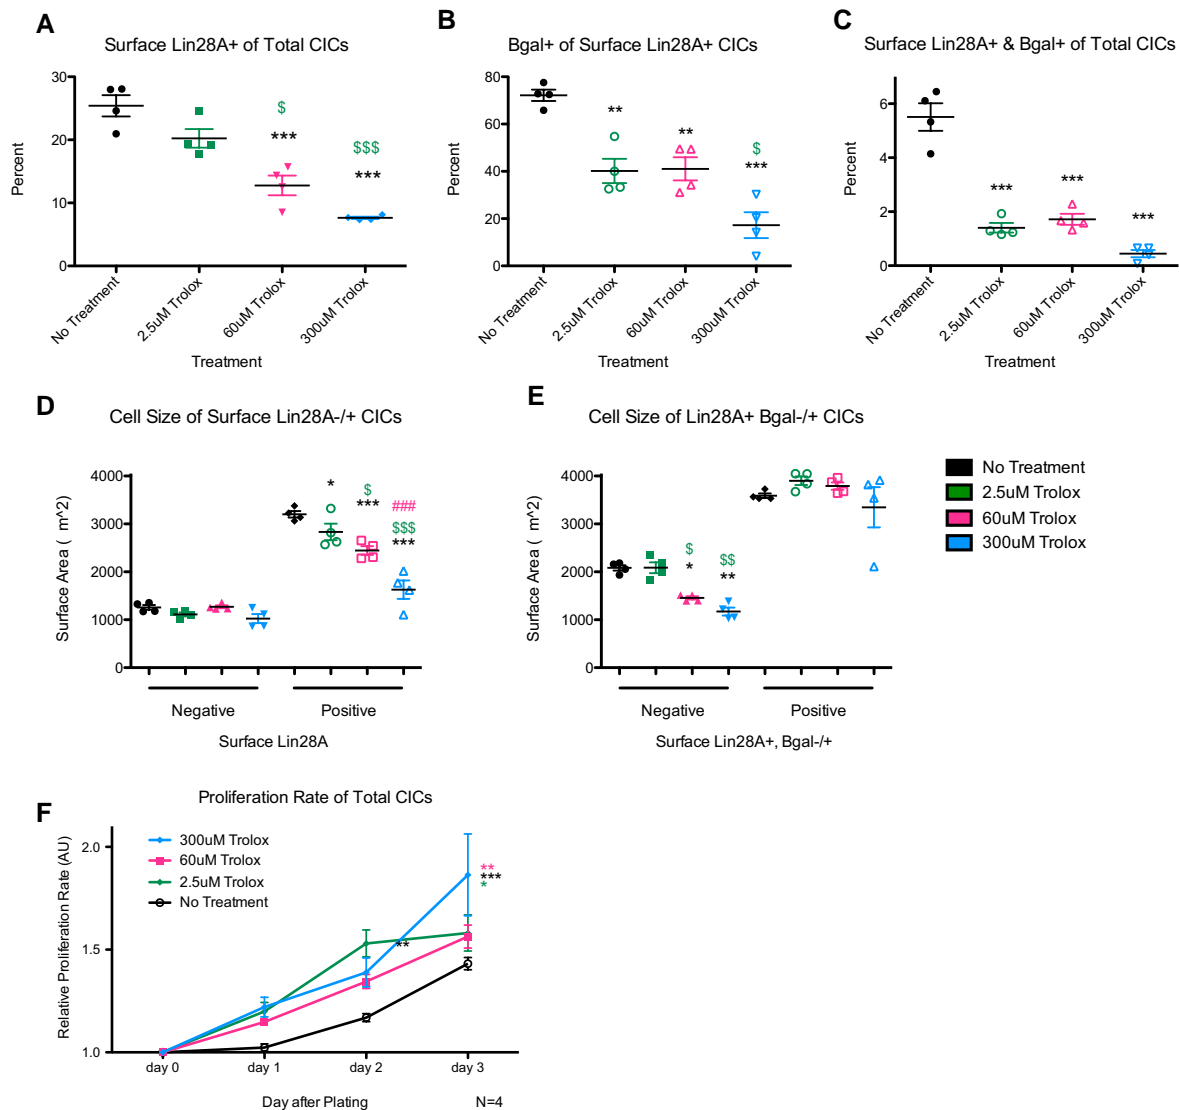 A
Surface Lin28A+ of Total CICs
Percent
30
20
10
0
$
***
$$$
***
No Treatment
2.5uM Trolox
60uM Trolox
300uM Trolox
Treatment
B
Bgal+ of Surface Lin28A+ CICs
Percent
80
60
40
20
0
**
**
$
***
No Treatment
2.5uM Trolox
60uM Trolox
300uM Trolox
Treatment
C
Surface Lin28A+ & Bgal+ of Total CICs
Percent
6
4
2
0
***
***
***
No Treatment
2.5uM Trolox
60uM Trolox
300uM Trolox
Treatment
D
Cell Size of Surface Lin28A-/+ CICs
Surface Area ( m^2)
4000
3000
2000
1000
0
*
$
***
###
$$$
***
Negative
Positive
Surface Lin28A
E
Cell Size of Lin28A+ Bgal-/+ CICs
Surface Area ( m^2)
4000
3000
2000
1000
0
$
*
$$
**
Negative
Positive
Surface Lin28A+, Bgal-/+
No Treatment
2.5uM Trolox
60uM Trolox
300uM Trolox
F
Proliferation Rate of Total CICs
Relative Proliferation Rate (AU)
2.0
1.5
1.0
300uM Trolox
60uM Trolox
2.5uM Trolox
No Treatment
**
**
***
*
day 0
day 1
day 2
day 3
Day after Plating
N=4